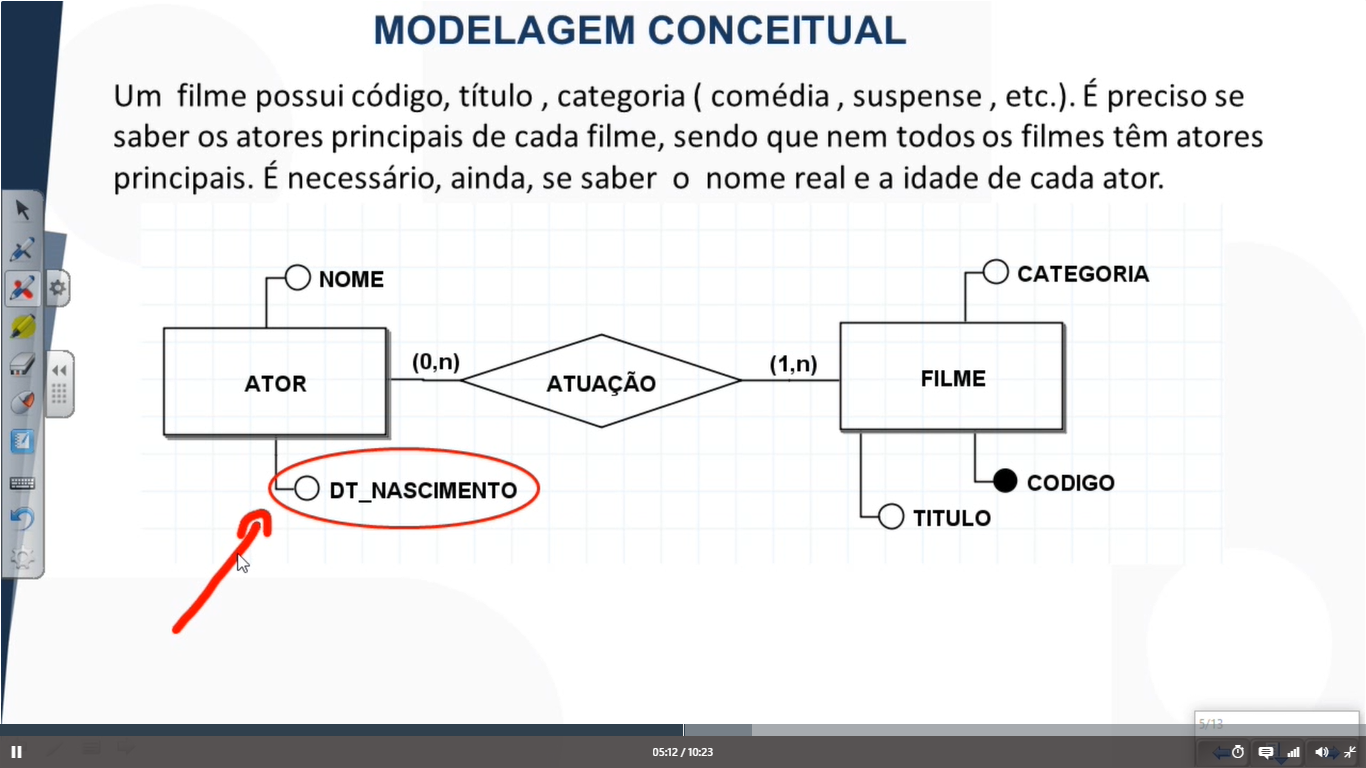 MODELAGEM CONCEITUAL
Um filme possui código, título , categoria ( comédia , suspense , etc.). É preciso se
saber os atores principais de cada filme, sendo que nem todos os filmes têm atores
principais. É necessário, ainda, se saber o nome real e a idade de cada ator.
NOME
CATEGORIA
(0,n)
(1,n)
ATOR
ATUAÇÃO
FILME
DT_NASCIMENTO
CODIGO
TITULO
5/13
05:12 / 10:23